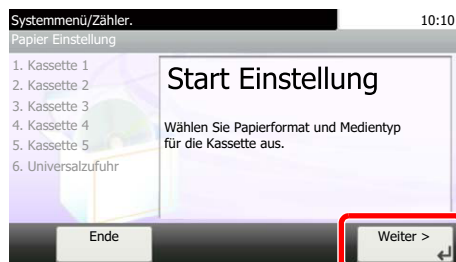 Systemmenü/Zähler.
10:10
Papier Einstellung
1. Kassette 1
2. Kassette 2
3. Kassette 3
4. Kassette 4
5. Kassette 5
6. Universalzufuhr
Start Einstellung
Wählen Sie Papierformat und Medientyp
für die Kassette aus.
Ende
Weiter >